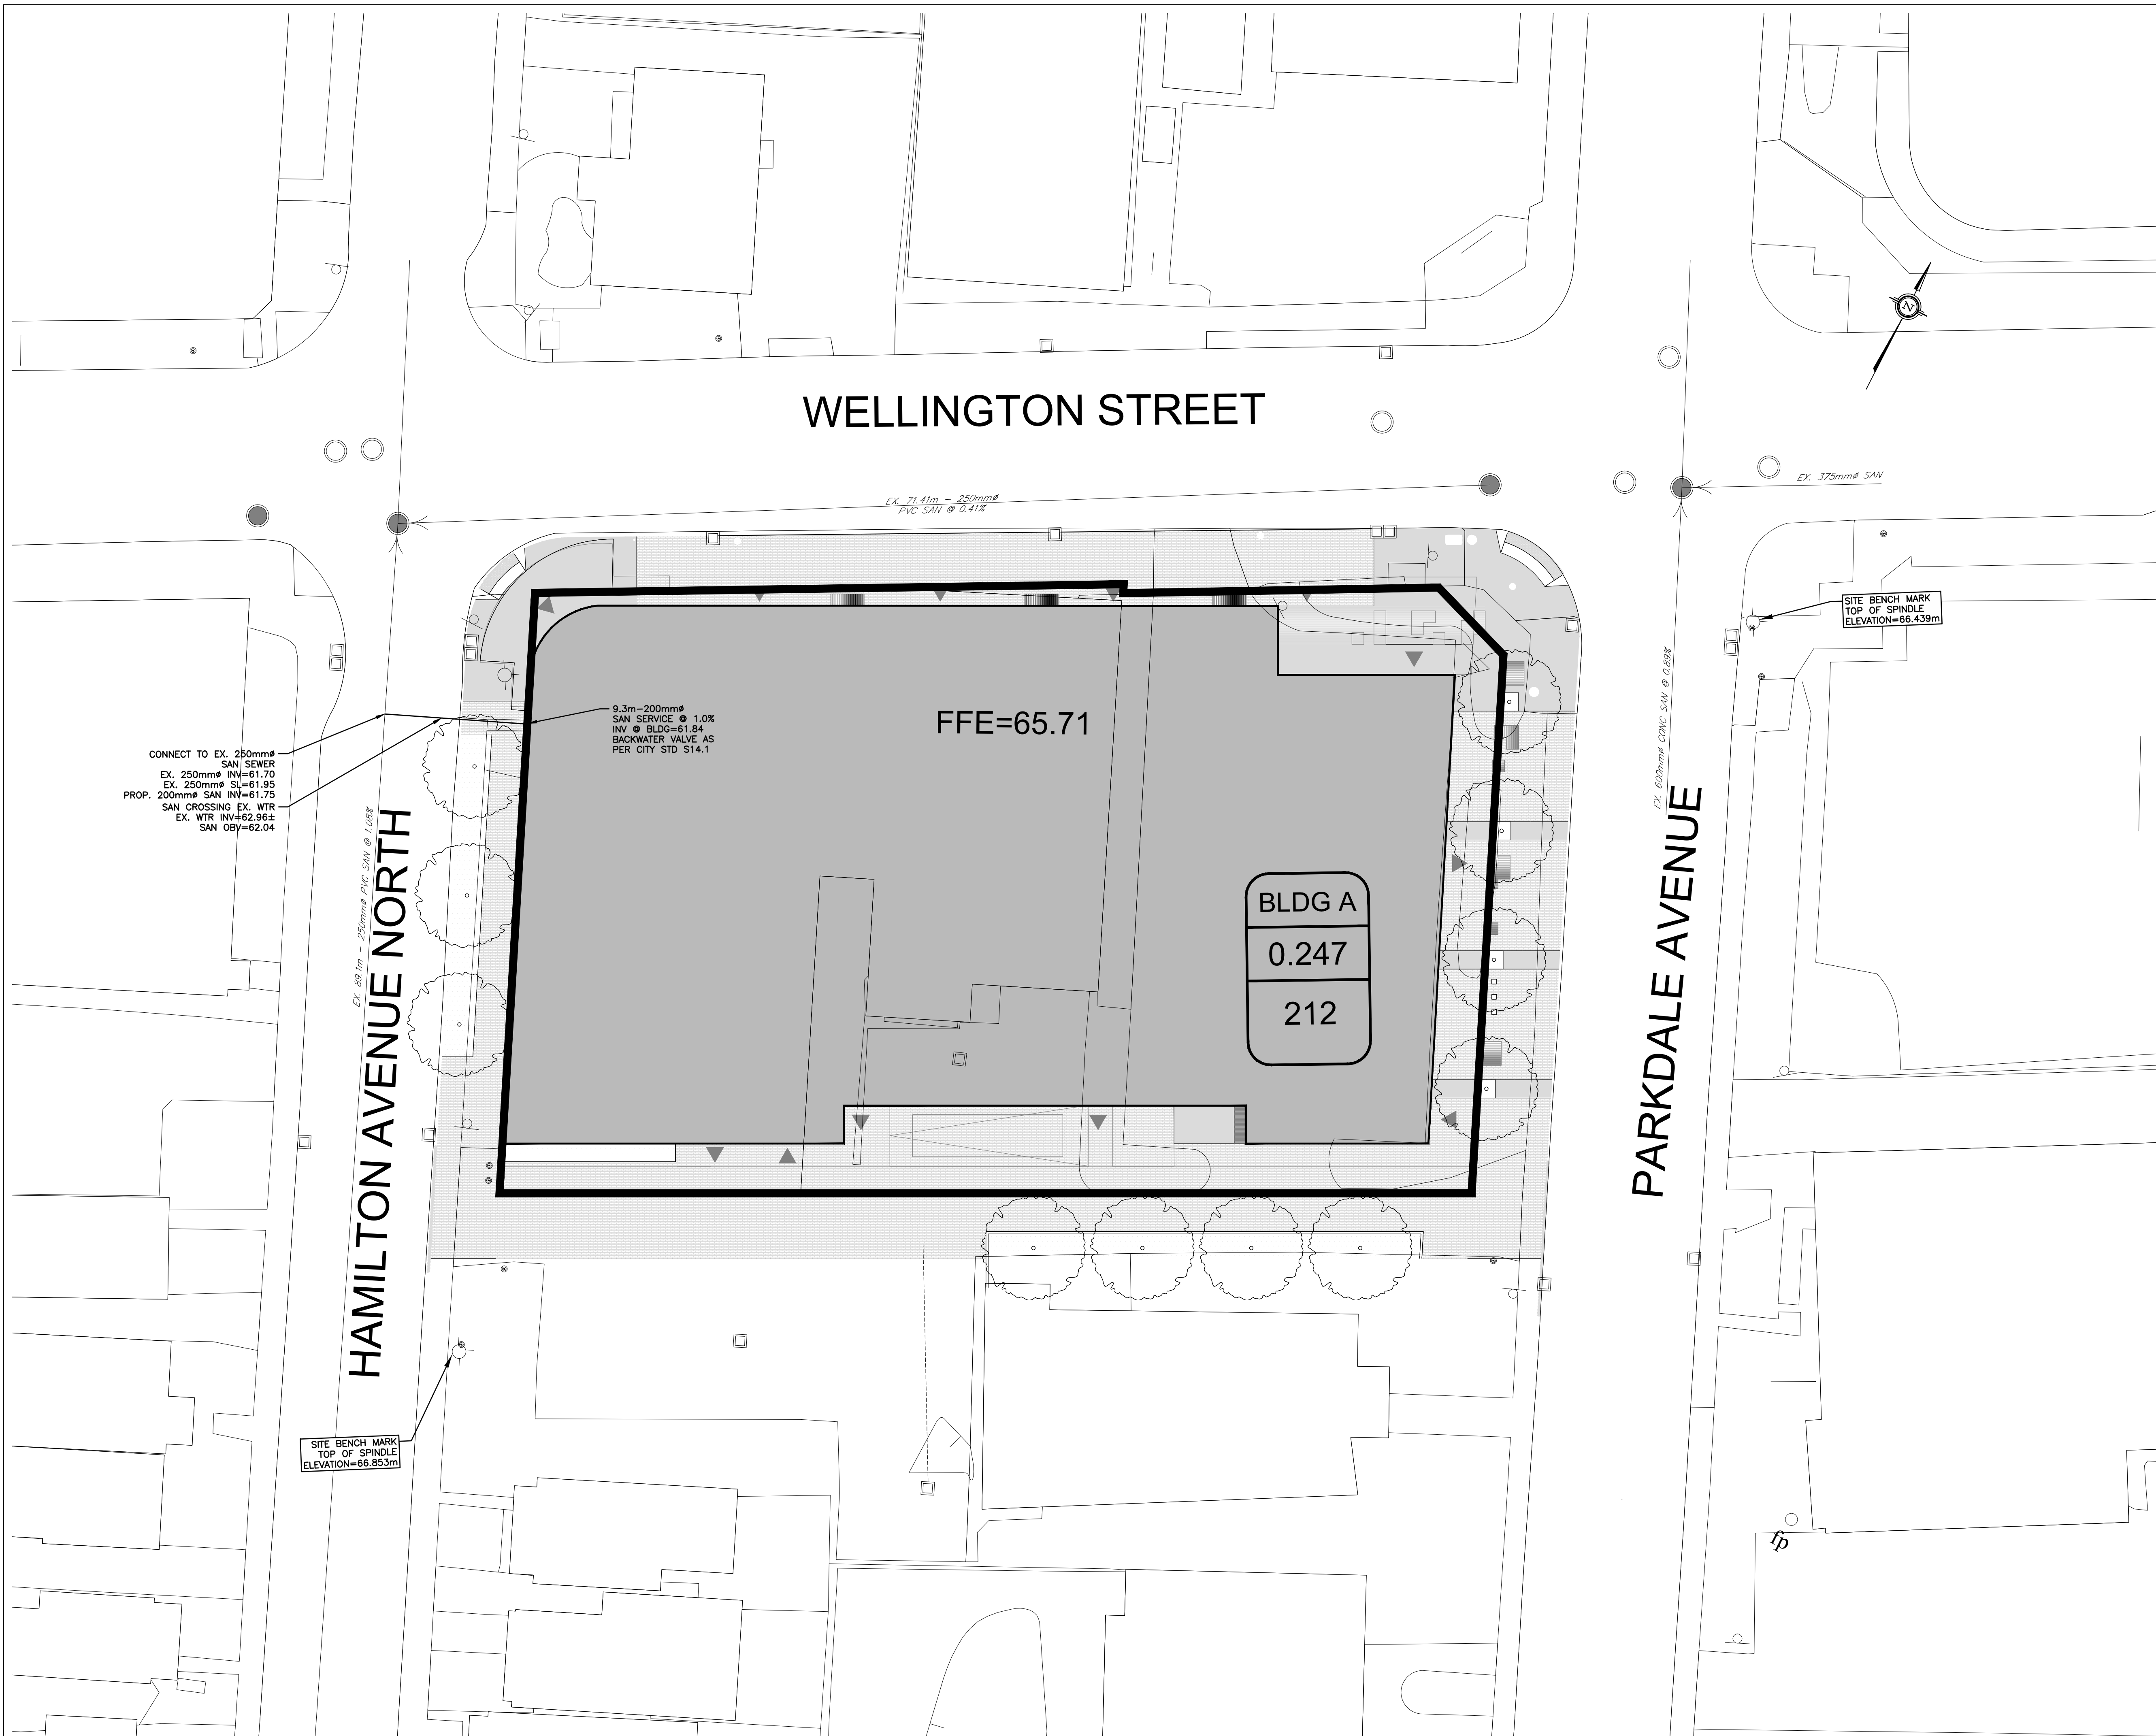 N
WELLINGTON STREET
EX. 71.41m - 250mmø
PVC SAN @ 0.41%
EX. 375mmø SAN
SITE BENCH MARK
TOP OF SPINDLE
ELEVATION=66.439m
9.3m-200mmø
SAN SERVICE @ 1.0%
INV @ BLDG=61.84
BACKWATER VALVE AS
PER CITY STD S14.1
FFE=65.71
CONNECT TO EX. 250mmø
SAN SEWER
EX. 250mmø INV=61.70
EX. 250mmø SL=61.95
PROP. 200mmø SAN INV=61.75
SAN CROSSING EX. WTR
EX. WTR INV=62.96±
SAN OBV=62.04
EX. 89.1m - 250mmø PVC SAN @ 1.08%
HAMILTON AVENUE NORTH
EX. 600mmø CONC SAN @ 0.89%
PARKDALE AVENUE
BLDG A
0.247
212
SITE BENCH MARK
TOP OF SPINDLE
ELEVATION=66.853m
fp